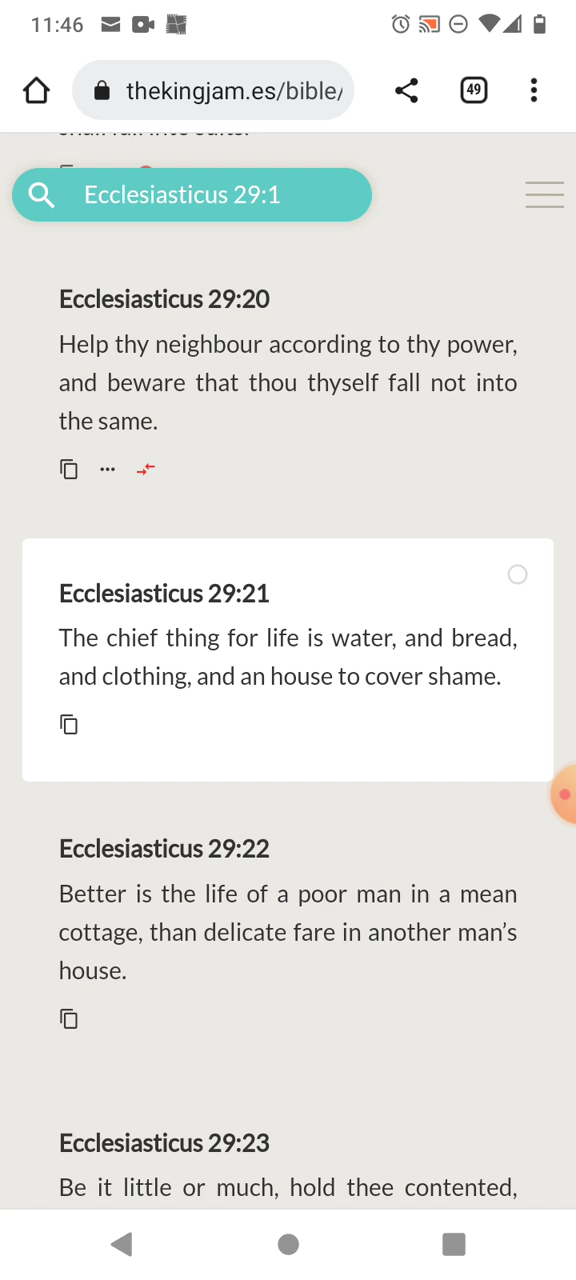 11:46
49
thekingjam.es/bible/
Ecclesiasticus 29:1
Ecclesiasticus 29:20
Help thy neighbour according to thy power,
and beware that thou thyself fall not into
the same.
Ecclesiasticus 29:21
The chief thing for life is water, and bread,
and clothing, and an house to cover shame.
Ecclesiasticus 29:22
Better is the life of a poor man in a mean
cottage, than delicate fare in another man’s
house.
Ecclesiasticus 29:23
Be it little or much, hold thee contented,